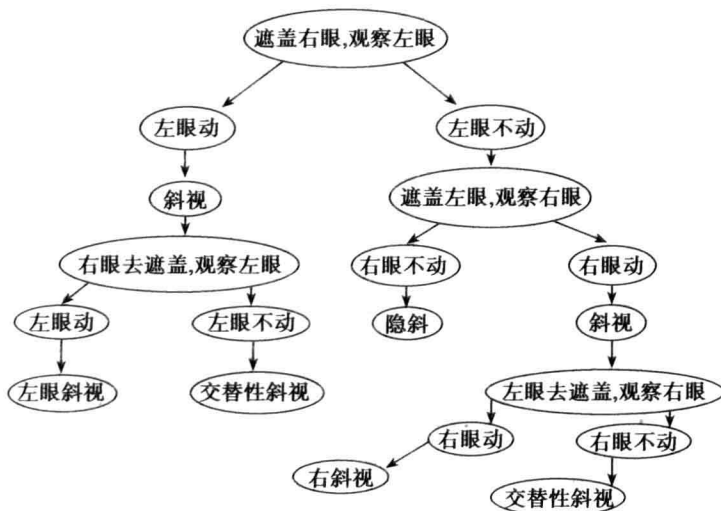 遮盖右眼,观察左眼
左眼动
左眼不动
斜视
遮盖左眼,观察右眼
右眼去遮盖,观察左眼
右眼不动
右眼动
左眼动
左眼不动
隐斜
斜视
左眼斜视
交替性斜视
左眼去遮盖,观察右眼
右眼动
右眼不动
右斜视
交替性斜视